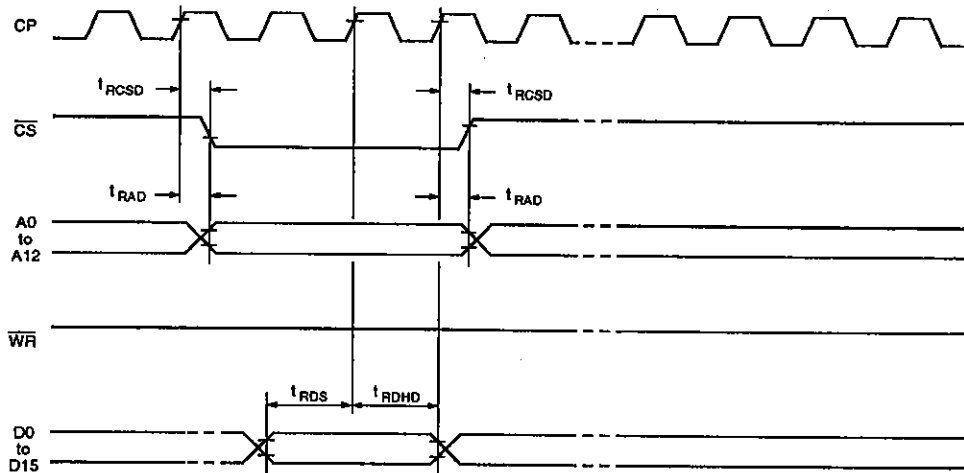 CP
tRCSD
tRCSD
CS
tRAD
tRAD
A0
to
A12
WR
tRDS
tRDHD
D0
to
D15